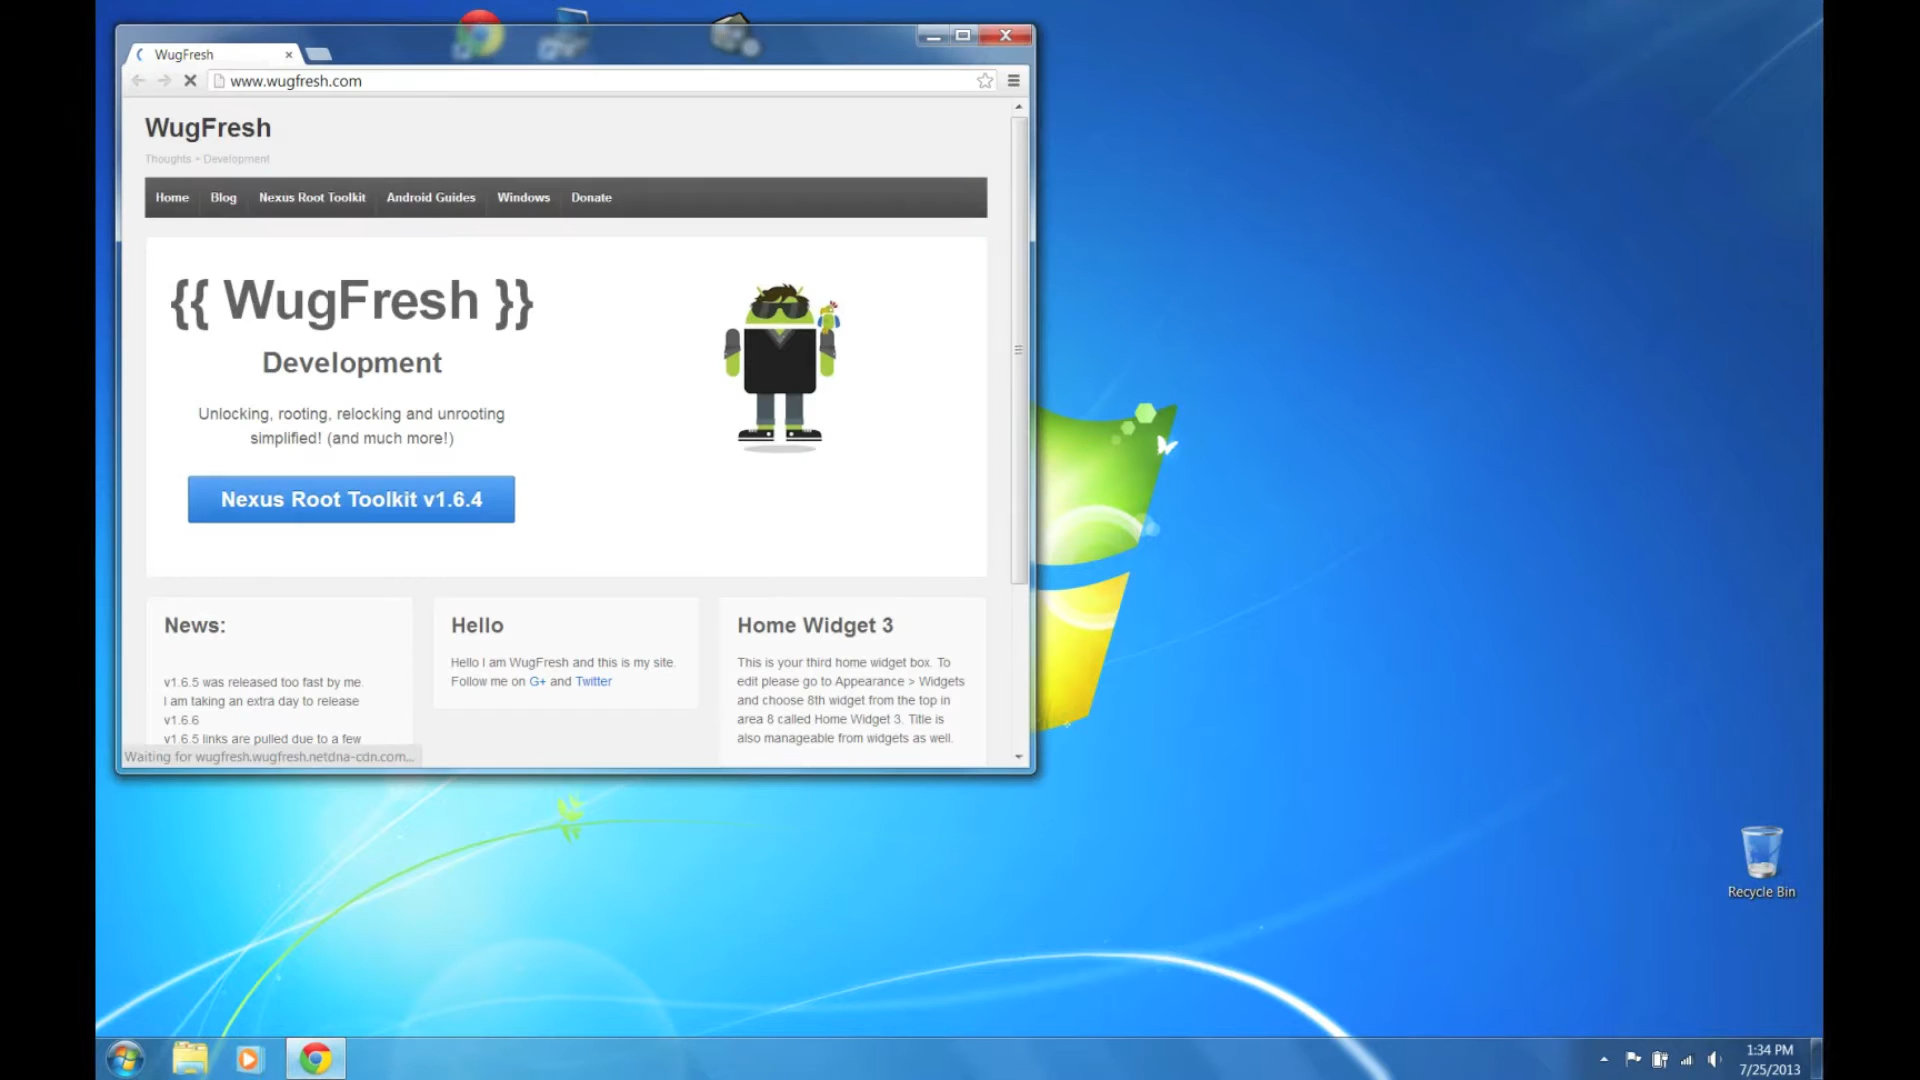 WugFresh
www.wugfresh.com
WugFresh
Thoughts + Development
Home Blog Nexus Root Toolkit Android Guides Windows Donate
{{ WugFresh }}
Development
Unlocking, rooting, relocking and unrooting
simplified! (and much more!)
Nexus Root Toolkit v1.6.4
News:
v1.6.5 was released too fast by me.
I am taking an extra day to release
v1.6.6
v1.6.5 links are pulled due to a few
Hello
Hello I am WugFresh and this is my site.
Follow me on G+ and Twitter
Home Widget 3
This is your third home widget box. To
edit please go to Appearance > Widgets
and choose 8th widget from the top in
area 8 called Home Widget 3. Title is
also manageable from widgets as well.
Waiting for wugfresh.wugfresh.netdna-cdn.com...
Recycle Bin
1:34 PM
7/25/2013